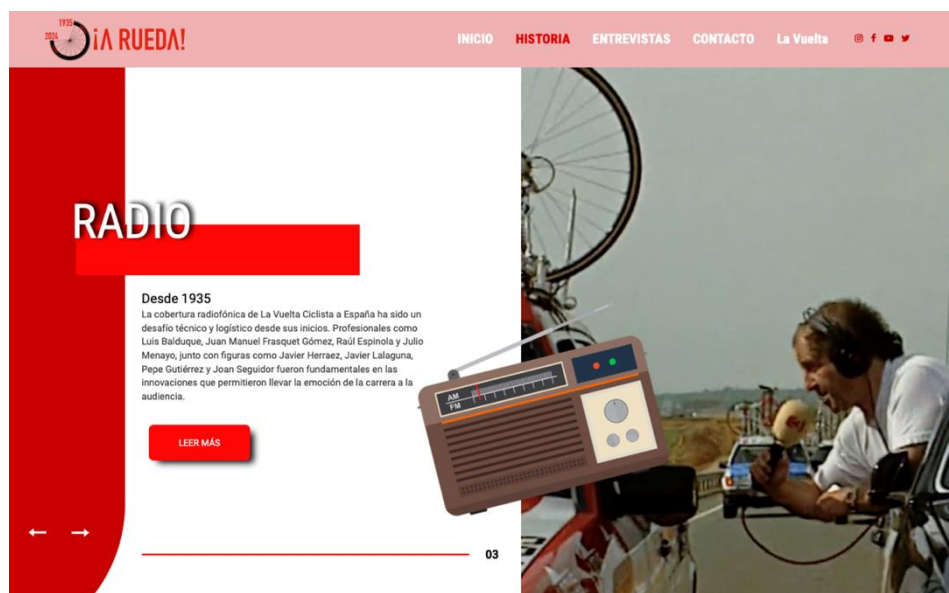 1935
2024
¡A RUEDA!
INICIO HISTORIA ENTREVISTAS CONTACTO La Vuelta
RADIO
Desde 1935
La cobertura radiofónica de La Vuelta Ciclista a España ha sido un
desafío técnico y logístico desde sus inicios. Profesionales como
Luis Balduque, Juan Manuel Frasquet Gómez, Raúl Espinola y Julio
Menayo, junto con figuras como Javier Herraez, Javier Lalaguna,
Pepe Gutiérrez y Joan Seguidor fueron fundamentales en las
innovaciones que permitieron llevar la emoción de la carrera a la
audiencia.
AM
FM
LEER MÁS
03